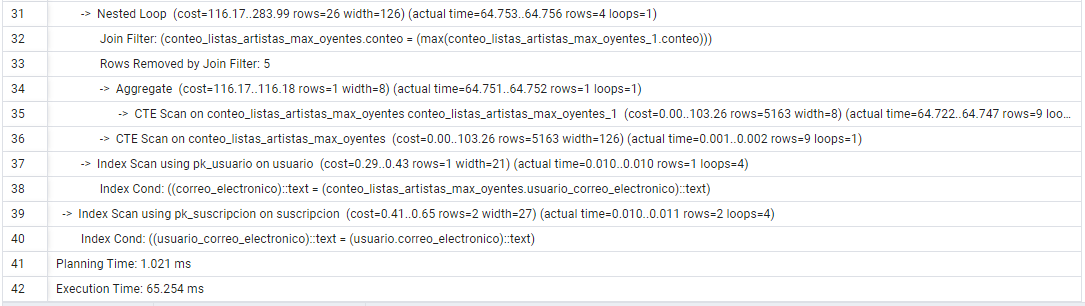 31 -> Nested Loop (cost=116.17..283.99 rows=26 width=126) (actual time=64.753..64.756 rows=4 loops=1)
32 Join Filter: (conteo_listas_artistas_max_oyentes.conteo = (max(conteo_listas_artistas_max_oyentes_1.conteo)))
33 Rows Removed by Join Filter: 5
34 -> Aggregate (cost=116.17..116.18 rows=1 width=8) (actual time=64.751..64.752 rows=1 loops=1)
35 -> CTE Scan on conteo_listas_artistas_max_oyentes conteo_listas_artistas_max_oyentes_1 (cost=0.00..103.26 rows=5163 width=8) (actual time=64.722..64.747 rows=9 loo...
36 -> CTE Scan on conteo_listas_artistas_max_oyentes (cost=0.00..103.26 rows=5163 width=126) (actual time=0.001..0.002 rows=9 loops=1)
37 -> Index Scan using pk_usuario on usuario (cost=0.29..0.43 rows=1 width=21) (actual time=0.010..0.010 rows=1 loops=4)
38 Index Cond: ((correo_electronico)::text = (conteo_listas_artistas_max_oyentes.usuario_correo_electronico)::text)
39 -> Index Scan using pk_suscripcion on suscripcion (cost=0.41..0.65 rows=2 width=27) (actual time=0.010..0.011 rows=2 loops=4)
40 Index Cond: ((usuario_correo_electronico)::text = (usuario.correo_electronico)::text)
41 Planning Time: 1.021 ms
42 Execution Time: 65.254 ms